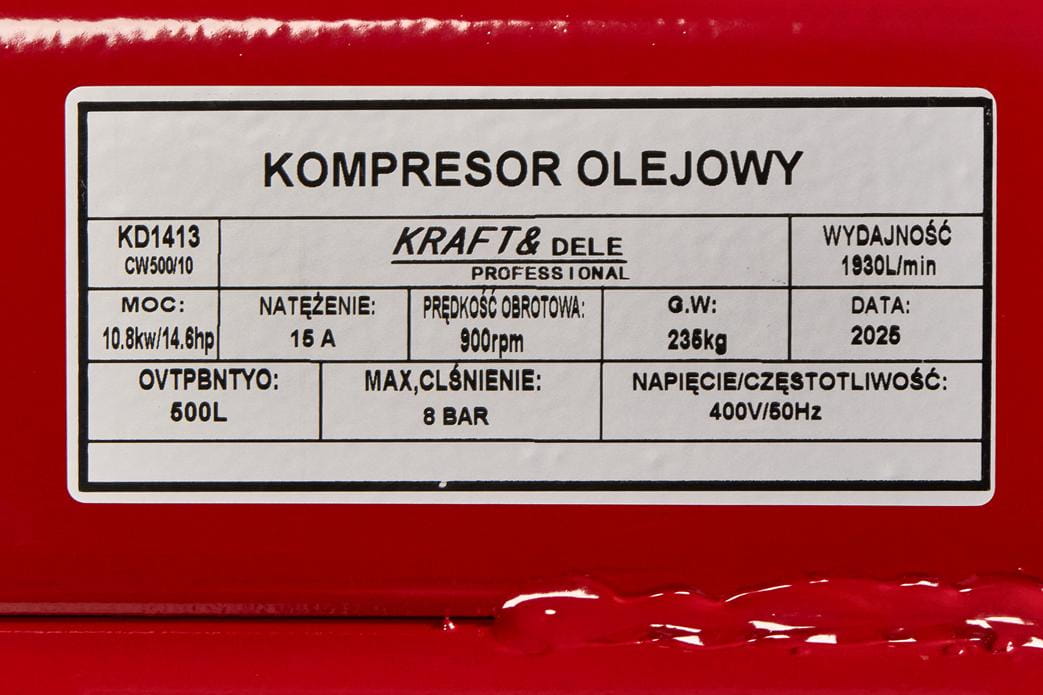 KOMPRESOR OLEJOWY
KD1413
CW500/10
KRAFT& DELE
PROFESSIONAL
WYDAJNOŚĆ
1930L/min
MOC:
10.8kw/14.6hp
NATĘŻENIE:
15 A
PRĘDKOŚĆ OBROTOWA:
900rpm
G.W:
235kg
DATA:
2025
OVTPBNTYO:
500L
MAX,CLŚNIENIE:
8 BAR
NAPIĘCIE/CZĘSTOTLIWOŚĆ:
400V/50Hz